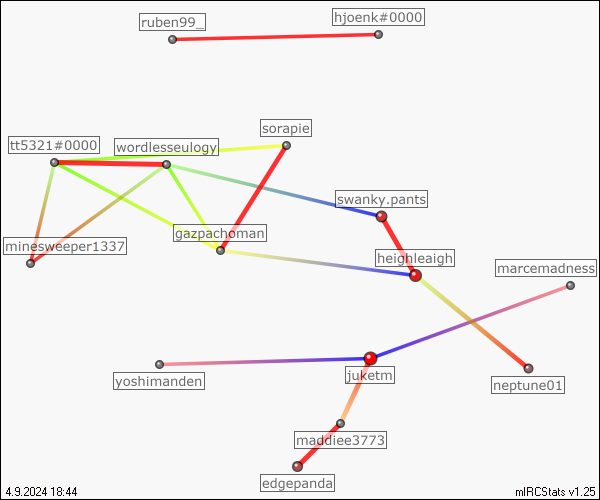 hjoenk#0000
ruben99_
sorapie
tt5321#0000
wordlesseulogy
swanky.pants
gazpachoman
minesweeper1337
heighleaigh
marcemadness
juketm
yoshimanden
neptune01
maddiee3773
edgepanda
4.9.2024 18:44
mIRCStats v1.25